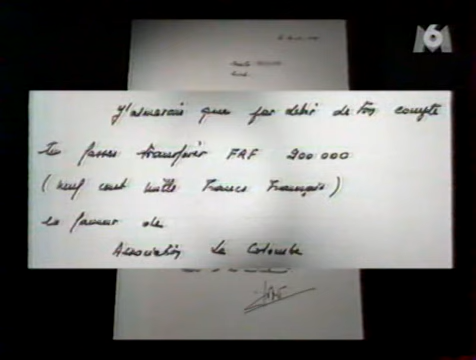 M6
J'aimerais que par débit de ton compte
tu fasses transférer FRF 900 000
(neuf cent mille Francs Français)
en faveur de
Association La Colombe